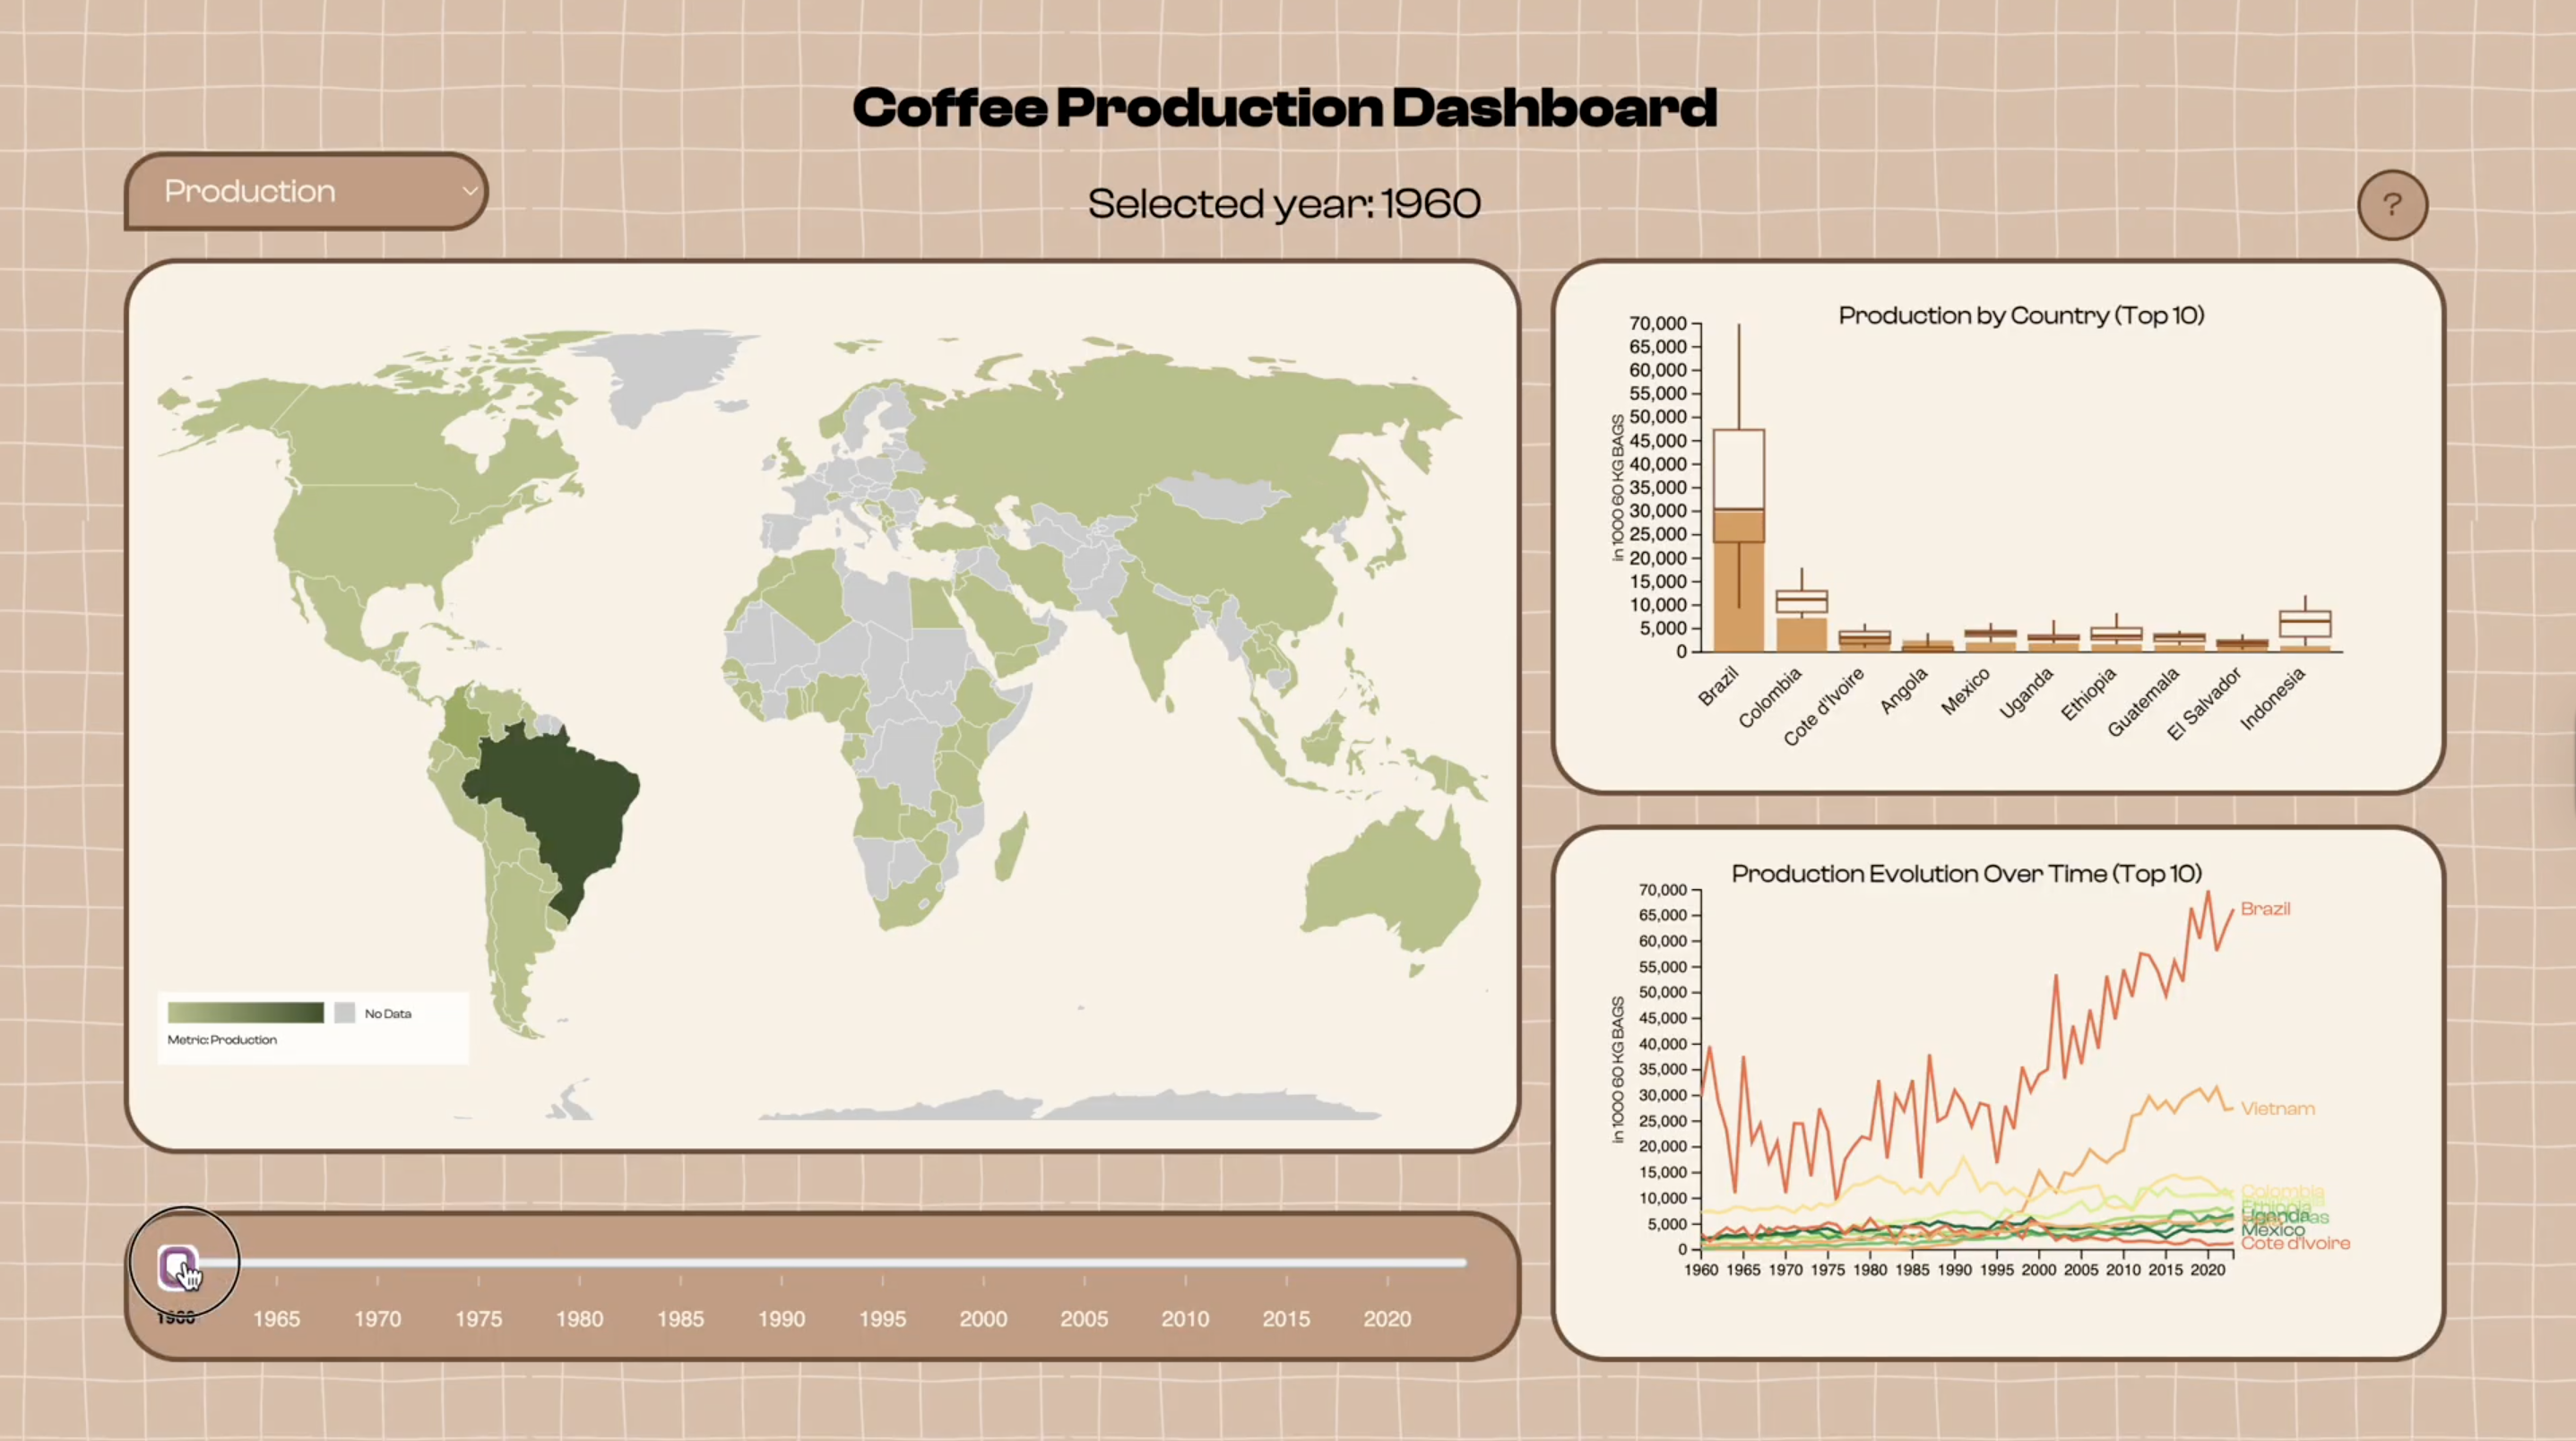 Coffee Production Dashboard
Production
Selected year: 1960
?
No Data
Metric: Production
1960
1965
1970
1975
1980
1985
1990
1995
2000
2005
2010
2015
2020
Production by Country (Top 10)
in 1000 60 KG BAGS
70,000
65,000
60,000
55,000
50,000
45,000
40,000
35,000
30,000
25,000
20,000
15,000
10,000
5,000
0
Brazil
Colombia
Cote d'Ivoire
Angola
Mexico
Uganda
Ethiopia
Guatemala
El Salvador
Indonesia
Production Evolution Over Time (Top 10)
in 1000 60 KG BAGS
70,000
65,000
60,000
55,000
50,000
45,000
40,000
35,000
30,000
25,000
20,000
15,000
10,000
5,000
0
1960
1965
1970
1975
1980
1985
1990
1995
2000
2005
2010
2015
2020
Brazil
Vietnam
Colombia
Ethiopia
Uganda
Mexico
Cote d'Ivoire